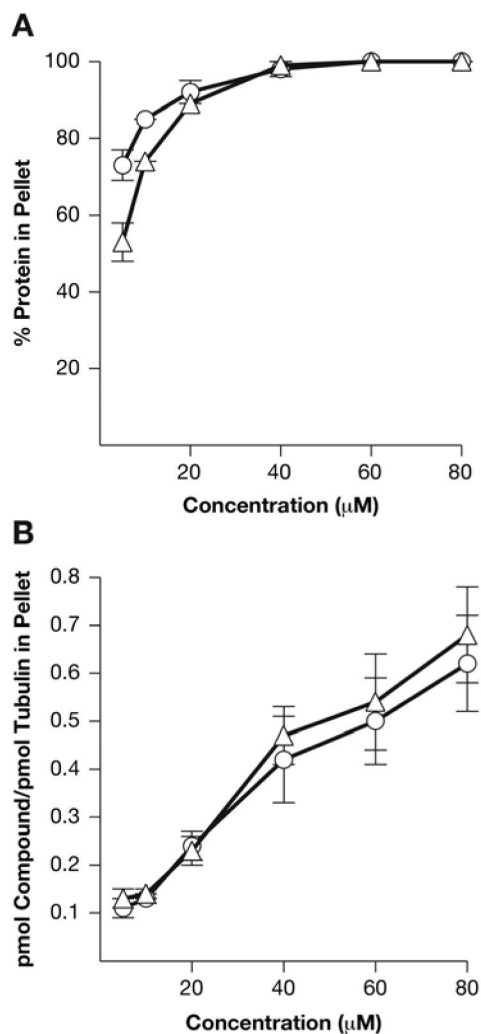 A
100
80
60
40
20
% Protein in Pellet
20 40 60 80
Concentration (μM)
B
0.8
0.7
0.6
0.5
0.4
0.3
0.2
0.1
pmol Compound/pmol Tubulin in Pellet
20 40 60 80
Concentration (μM)